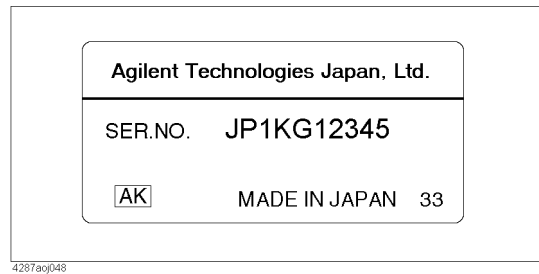 Agilent Technologies Japan, Ltd.
SER.NO. JP1KG12345
AK MADE IN JAPAN 33
4287aoj048